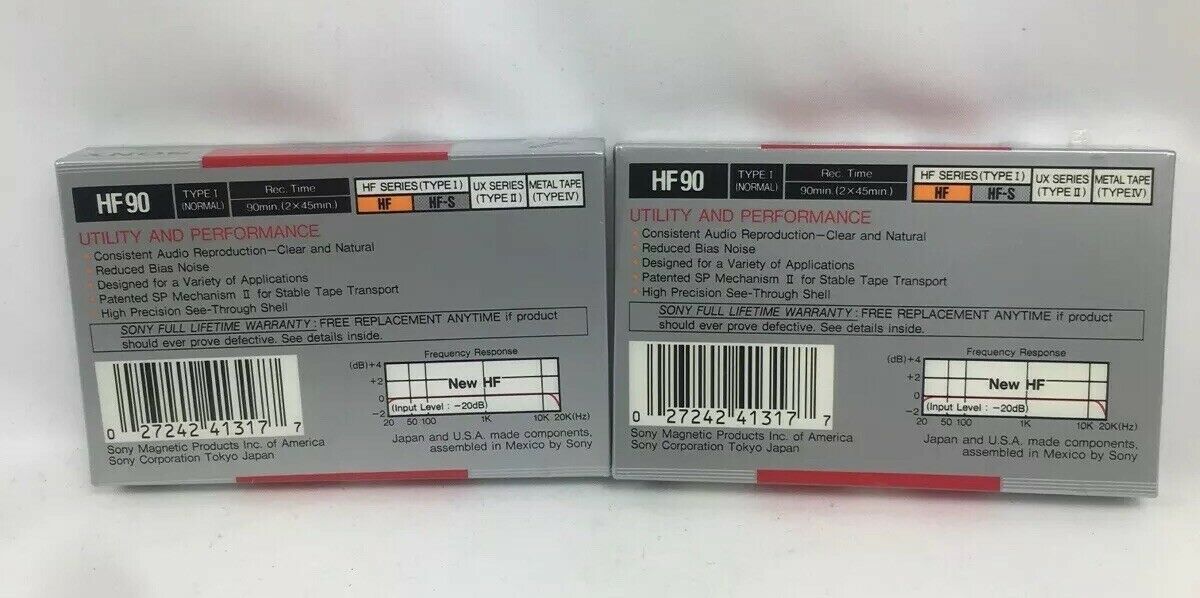 SONY
HF 90
TYPE I
(NORMAL)
Rec. Time
90min. (2×45min.)
HF SERIES (TYPE I)
HF HF-S
UX SERIES
(TYPE II)
METAL TAPE
(TYPE IV)
UTILITY AND PERFORMANCE
Consistent Audio Reproduction—Clear and Natural
Reduced Bias Noise
Designed for a Variety of Applications
Patented SP Mechanism II for Stable Tape Transport
High Precision See-Through Shell
SONY FULL LIFETIME WARRANTY : FREE REPLACEMENT ANYTIME if product
should ever prove defective. See details inside.
0 27242 41317 7
Sony Magnetic Products Inc. of America
Sony Corporation Tokyo Japan
Frequency Response
(dB)+4
+2
0
-2
New HF
(Input Level : -20dB)
20 50 100 1K 10K 20K(Hz)
Japan and U.S.A. made components,
assembled in Mexico by Sony
HF 90
TYPE I
(NORMAL)
Rec. Time
90min. (2×45min.)
HF SERIES (TYPE I)
HF HF-S
UX SERIES
(TYPE II)
METAL TAPE
(TYPE IV)
UTILITY AND PERFORMANCE
Consistent Audio Reproduction—Clear and Natural
Reduced Bias Noise
Designed for a Variety of Applications
Patented SP Mechanism II for Stable Tape Transport
High Precision See-Through Shell
SONY FULL LIFETIME WARRANTY : FREE REPLACEMENT ANYTIME if product
should ever prove defective. See details inside.
0 27242 41317 7
Sony Magnetic Products Inc. of America
Sony Corporation Tokyo Japan
Frequency Response
(dB)+4
+2
0
-2
New HF
(Input Level : -20dB)
20 50 100 1K 10K 20K(Hz)
Japan and U.S.A. made components,
assembled in Mexico by Sony